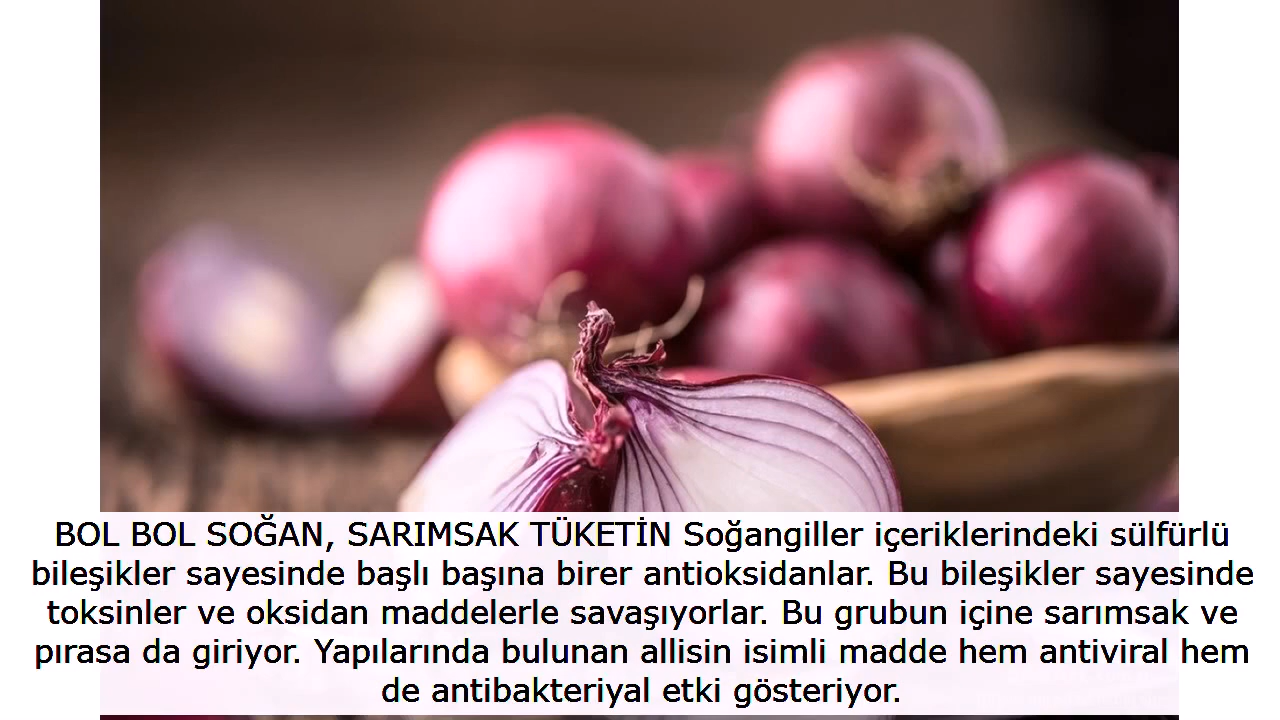 BOL BOL SOĞAN, SARIMSAK TÜKETİN Soğangiller içeriklerindeki sülfürlü
bileşikler sayesinde başlı başına birer antioksidanlar. Bu bileşikler sayesinde
toksinler ve oksidan maddelerle savaşıyorlar. Bu grubun içine sarımsak ve
pırasa da giriyor. Yapılarında bulunan allisin isimli madde hem antiviral hem
de antibakteriyal etki gösteriyor.